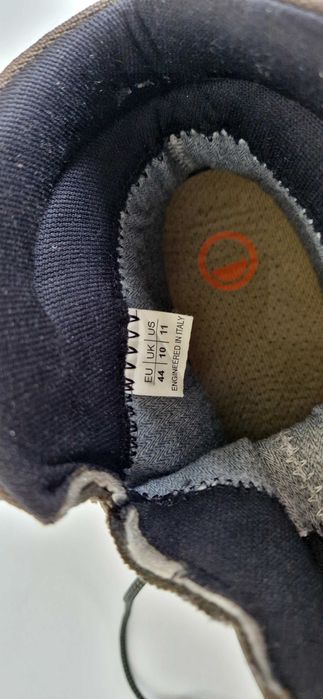 EU | UK | US
44 | 10 | 11
ENGINEERED IN ITALY